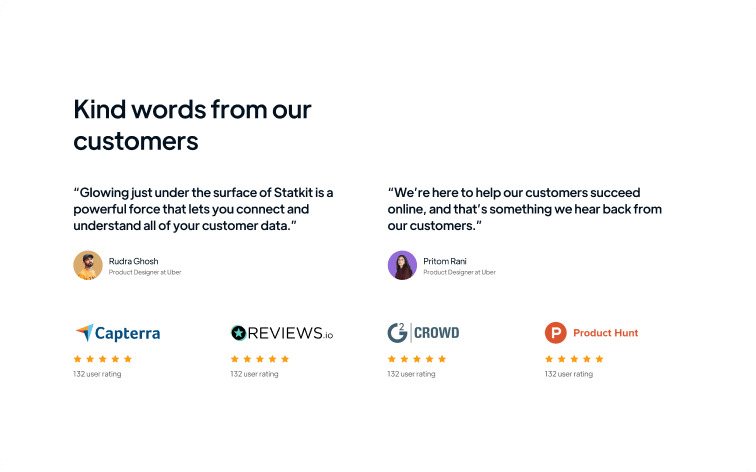 Kind words from our
customers
“Glowing just under the surface of Statkit is a
powerful force that lets you connect and
understand all of your customer data.”
Rudra Ghosh
Product Designer at Uber
“We’re here to help our customers succeed
online, and that’s something we hear back from
our customers.”
Pritom Rani
Product Designer at Uber
Capterra
132 user rating
REVIEWS.io
132 user rating
G2 | CROWD
132 user rating
P Product Hunt
132 user rating